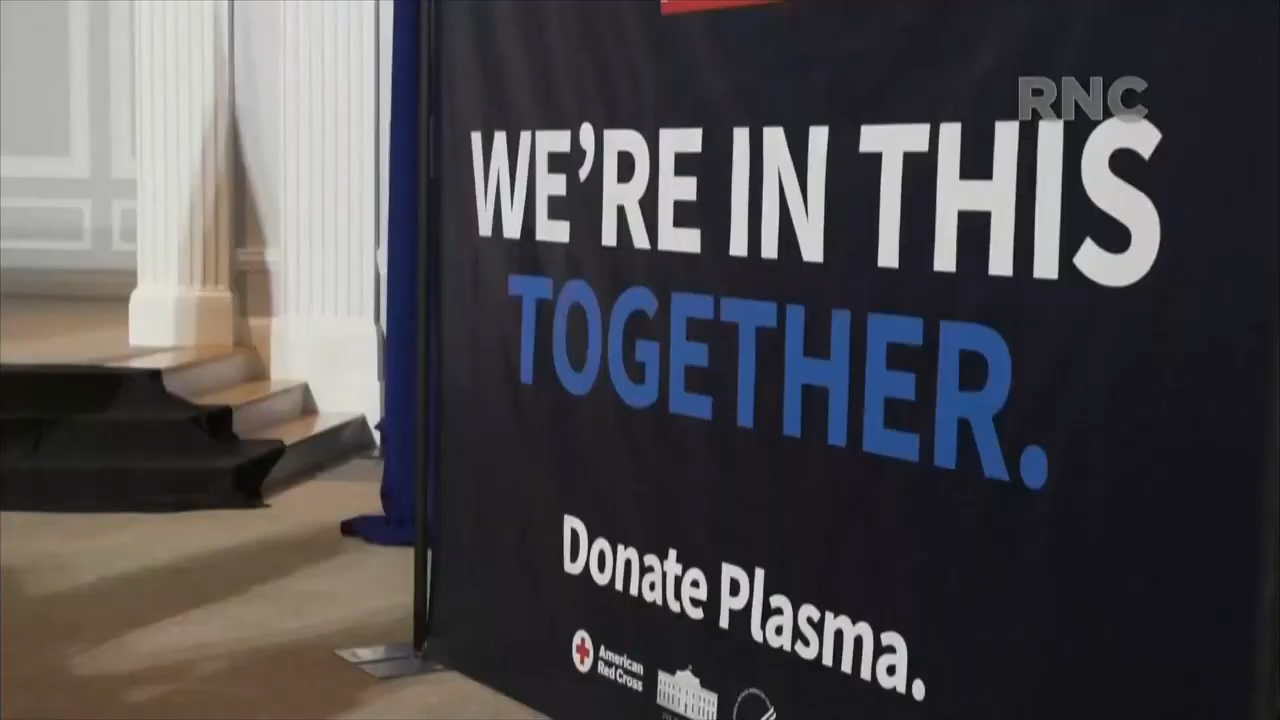 RNC
WE'RE IN THIS
TOGETHER.
Donate Plasma.
American
Red Cross